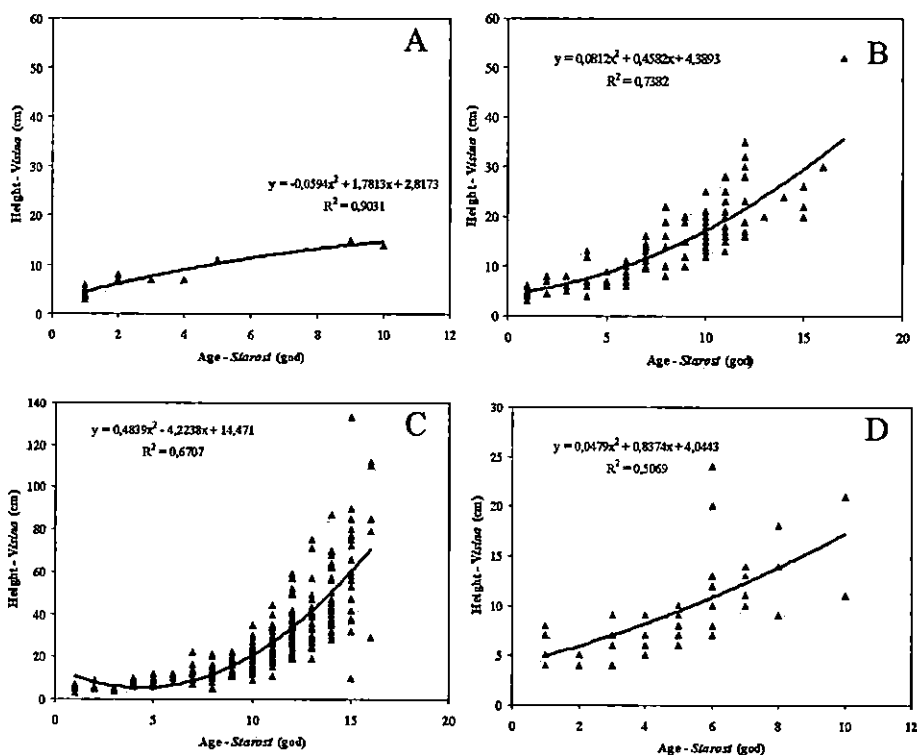 A
60
50
40
30
20
10
0
y = -0,0594x² + 1,7813x + 2,8173
R² = 0,9031
0 2 4 6 8 10 12
Height - Visina (cm)
Age - Starost (god)
B
60
50
40
30
20
10
0
y = 0,0812x² + 0,4582x + 4,3893
R² = 0,7382
0 5 10 15 20
Height - Visina (cm)
Age - Starost (god)
C
140
120
100
80
60
40
20
0
y = 0,4839x² - 4,2238x + 14,471
R² = 0,6707
0 5 10 15 20
Height - Visina (cm)
Age - Starost (god)
D
30
25
20
15
10
5
0
y = 0,0479x² + 0,8374x + 4,0443
R² = 0,5069
0 2 4 6 8 10 12
Height - Visina (cm)
Age - Starost (god)